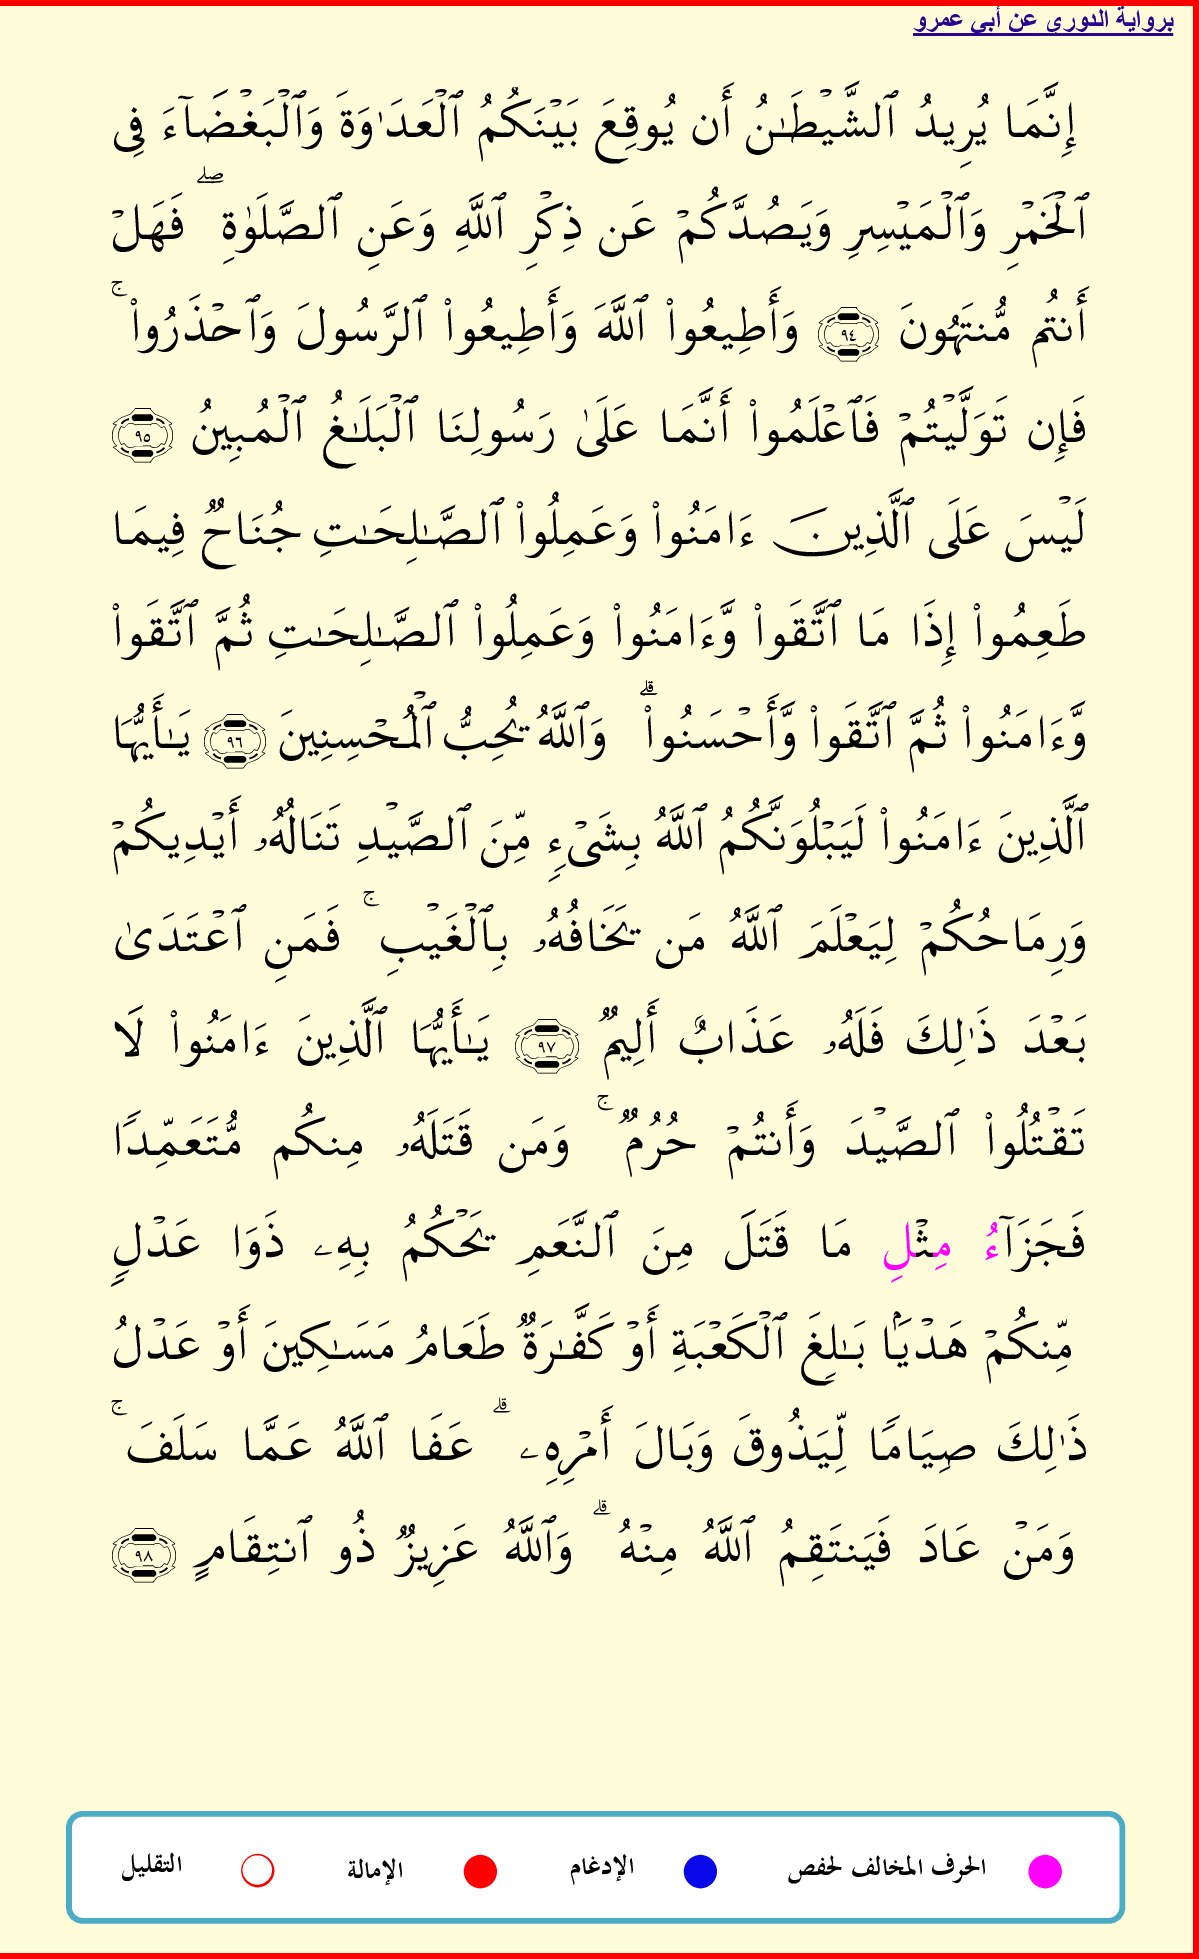 برواية الدوري عن أبي عمرو
إِنَّمَا يُرِيدُ ٱلشَّيْطَٰنُ أَن يُوقِعَ بَيْنَكُمُ ٱلْعَدَٰوَةَ وَٱلْبَغْضَآءَ فِى
ٱلْخَمْرِ وَٱلْمَيْسِرِ وَيَصُدَّكُمْ عَن ذِكْرِ ٱللَّهِ وَعَنِ ٱلصَّلَوٰةِ ۖ فَهَلْ
أَنتُم مُّنتَهُونَ ٩٤ وَأَطِيعُوا۟ ٱللَّهَ وَأَطِيعُوا۟ ٱلرَّسُولَ وَٱحْذَرُوا۟ ۚ
فَإِن تَوَلَّيْتُمْ فَٱعْلَمُوا۟ أَنَّمَا عَلَىٰ رَسُولِنَا ٱلْبَلَٰغُ ٱلْمُبِينُ ٩٥
لَيْسَ عَلَى ٱلَّذِينَ ءَامَنُوا۟ وَعَمِلُوا۟ ٱلصَّٰلِحَٰتِ جُنَاحٌ فِيمَا
طَعِمُوا۟ إِذَا مَا ٱتَّقَوا۟ وَّءَامَنُوا۟ وَعَمِلُوا۟ ٱلصَّٰلِحَٰتِ ثُمَّ ٱتَّقَوا۟
وَّءَامَنُوا۟ ثُمَّ ٱتَّقَوا۟ وَّأَحْسَنُوا۟ ۗ وَٱللَّهُ يُحِبُّ ٱلْمُحْسِنِينَ ٩٦ يَٰٓأَيُّهَا
ٱلَّذِينَ ءَامَنُوا۟ لَيَبْلُوَنَّكُمُ ٱللَّهُ بِشَىْءٍ مِّنَ ٱلصَّيْدِ تَنَالُهُۥ أَيْدِيكُمْ
وَرِمَاحُكُمْ لِيَعْلَمَ ٱللَّهُ مَن يَخَافُهُۥ بِٱلْغَيْبِ ۚ فَمَنِ ٱعْتَدَىٰ
بَعْدَ ذَٰلِكَ فَلَهُۥ عَذَابٌ أَلِيمٌ ٩٧ يَٰٓأَيُّهَا ٱلَّذِينَ ءَامَنُوا۟ لَا
تَقْتُلُوا۟ ٱلصَّيْدَ وَأَنتُمْ حُرُمٌ ۚ وَمَن قَتَلَهُۥ مِنكُم مُّتَعَمِّدًا
فَجَزَآءُ مِثْلِ مَا قَتَلَ مِنَ ٱلنَّعَمِ يَحْكُمُ بِهِۦ ذَوَا عَدْلٍ
مِّنكُمْ هَدْيًۢا بَٰلِغَ ٱلْكَعْبَةِ أَوْ كَفَّٰرَةٌ طَعَامُ مَسَٰكِينَ أَوْ عَدْلُ
ذَٰلِكَ صِيَامًا لِّيَذُوقَ وَبَالَ أَمْرِهِۦ ۗ عَفَا ٱللَّهُ عَمَّا سَلَفَ ۚ
وَمَنْ عَادَ فَيَنتَقِمُ ٱللَّهُ مِنْهُ ۗ وَٱللَّهُ عَزِيزٌ ذُو ٱنتِقَامٍ ٩٨
الحرف المخالف لحفص الإدغام الإمالة التقليل